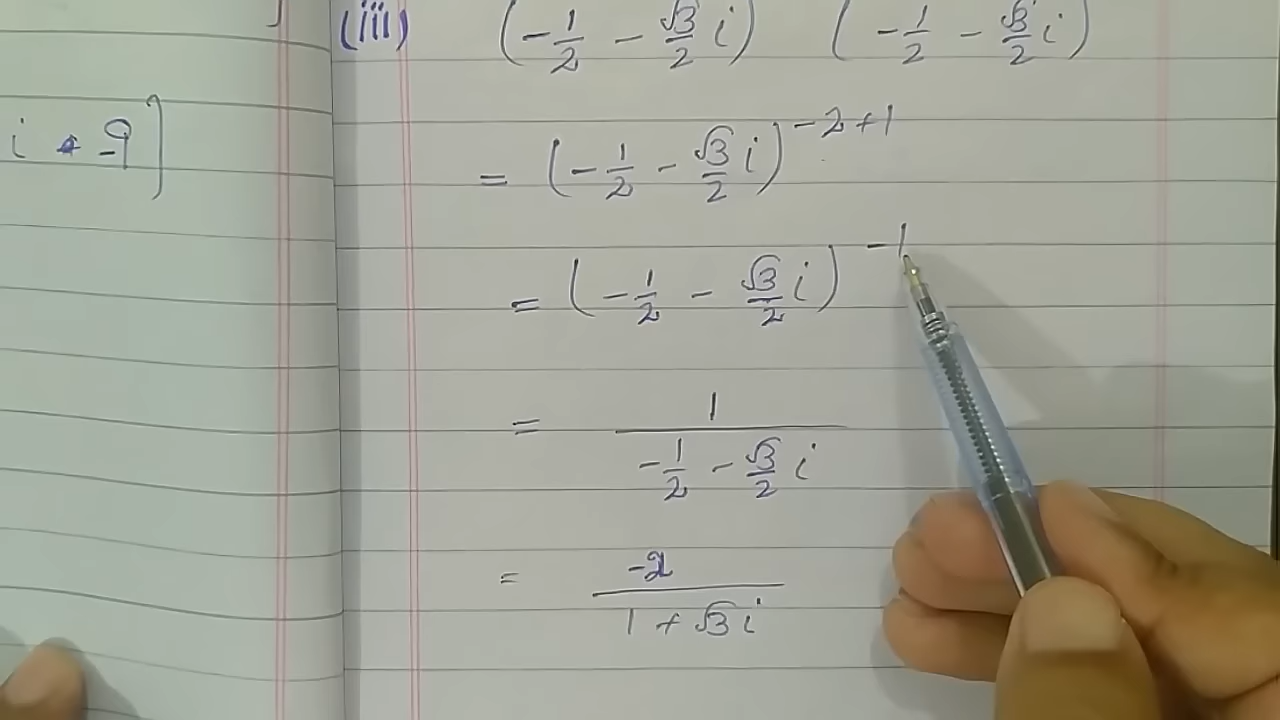 (iii) (-1/2 - √3/2 i) (-1/2 - √3/2 i)
i + -9]
= (-1/2 - √3/2 i)^(-2+1)
= (-1/2 - √3/2 i)^(-1)
= 1/(-1/2 - √3/2 i)
= -2/(1 + √3 i)